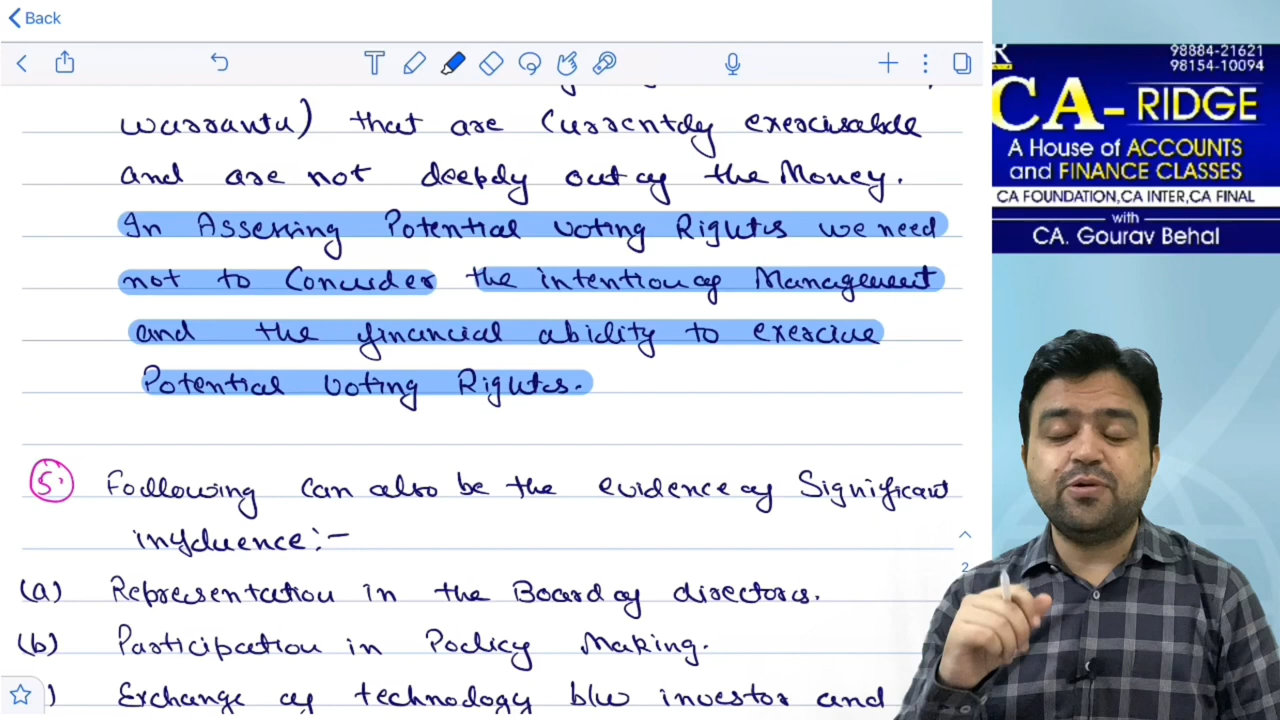 Back
warrants) that are currently exercisable
and are not deeply out of the Money.
In Assessing Potential Voting Rights we need
not to Consider the intention of Management
and the financial ability to exercise
Potential Voting Rights.
5. Following can also be the evidence of Significant
influence:-
(a) Representation in the Board of directors.
(b) Participation in Policy Making.
) Exchange of technology b/w investor and
2
R
98884-21621
98154-10094
CA-RIDGE
A House of ACCOUNTS
and FINANCE CLASSES
CA FOUNDATION,CA INTER,CA FINAL
with
CA. Gourav Behal